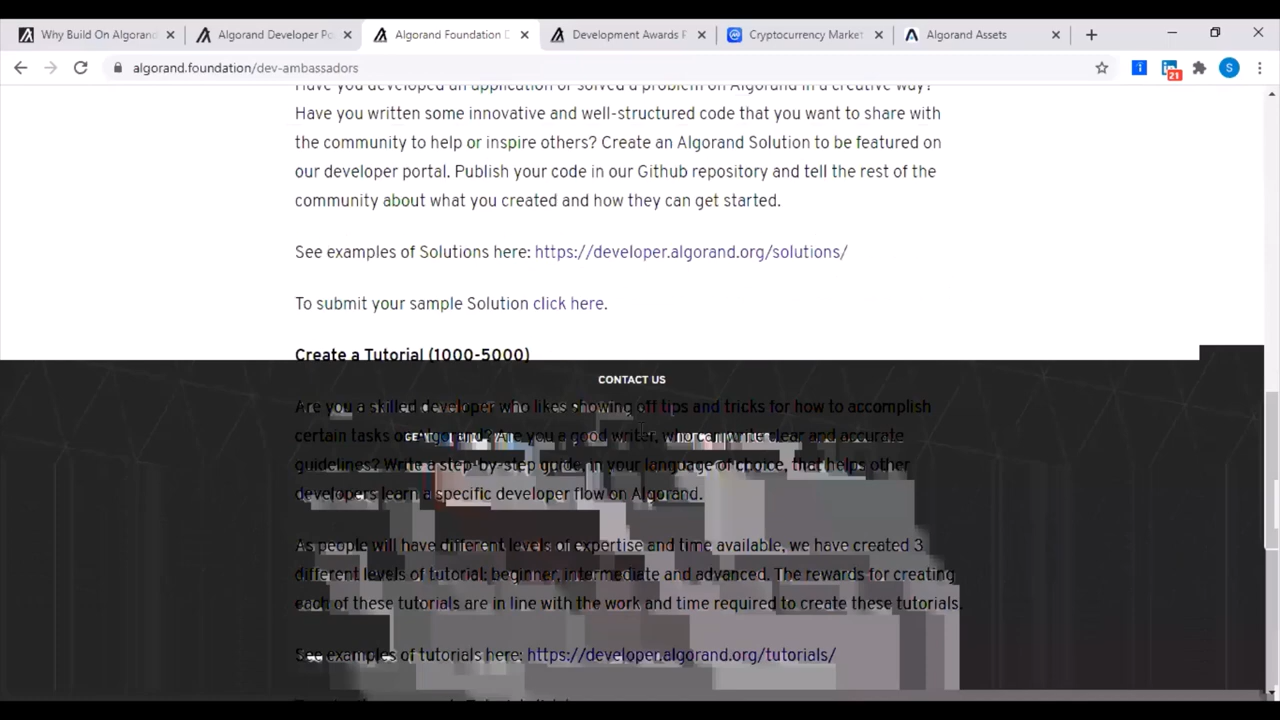 Why Build On Algorand
Algorand Developer Po
Algorand Foundation D
Development Awards F
Cryptocurrency Market
Algorand Assets
algorand.foundation/dev-ambassadors
21
S
Have you developed an application or solved a problem on Algorand in a creative way?
Have you written some innovative and well-structured code that you want to share with
the community to help or inspire others? Create an Algorand Solution to be featured on
our developer portal. Publish your code in our Github repository and tell the rest of the
community about what you created and how they can get started.
See examples of Solutions here: https://developer.algorand.org/solutions/
To submit your sample Solution click here.
Create a Tutorial (1000-5000)
CONTACT US
Are you a skilled developer who likes showing off tips and tricks for how to accomplish
certain tasks on Algorand? Are you a good writer, who can write clear and accurate
guidelines? Write a step-by-step guide, in your language of choice, that helps other
developers learn a specific developer flow on Algorand.
As people will have different levels of expertise and time available, we have created 3
different levels of tutorial: beginner, intermediate and advanced. The rewards for creating
each of these tutorials are in line with the work and time required to create these tutorials.
See examples of tutorials here: https://developer.algorand.org/tutorials/